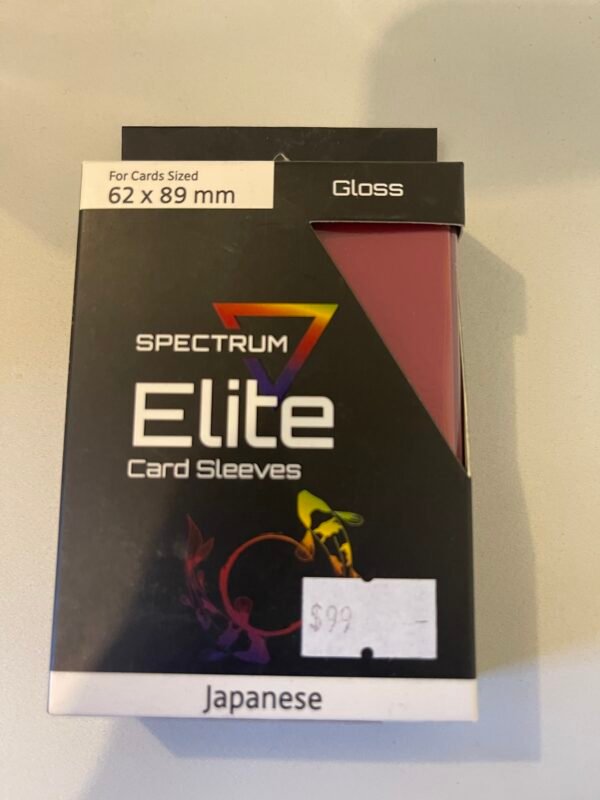 For Cards Sized
62 x 89 mm
Gloss
SPECTRUM
Elite
Card Sleeves
$99 —
Japanese